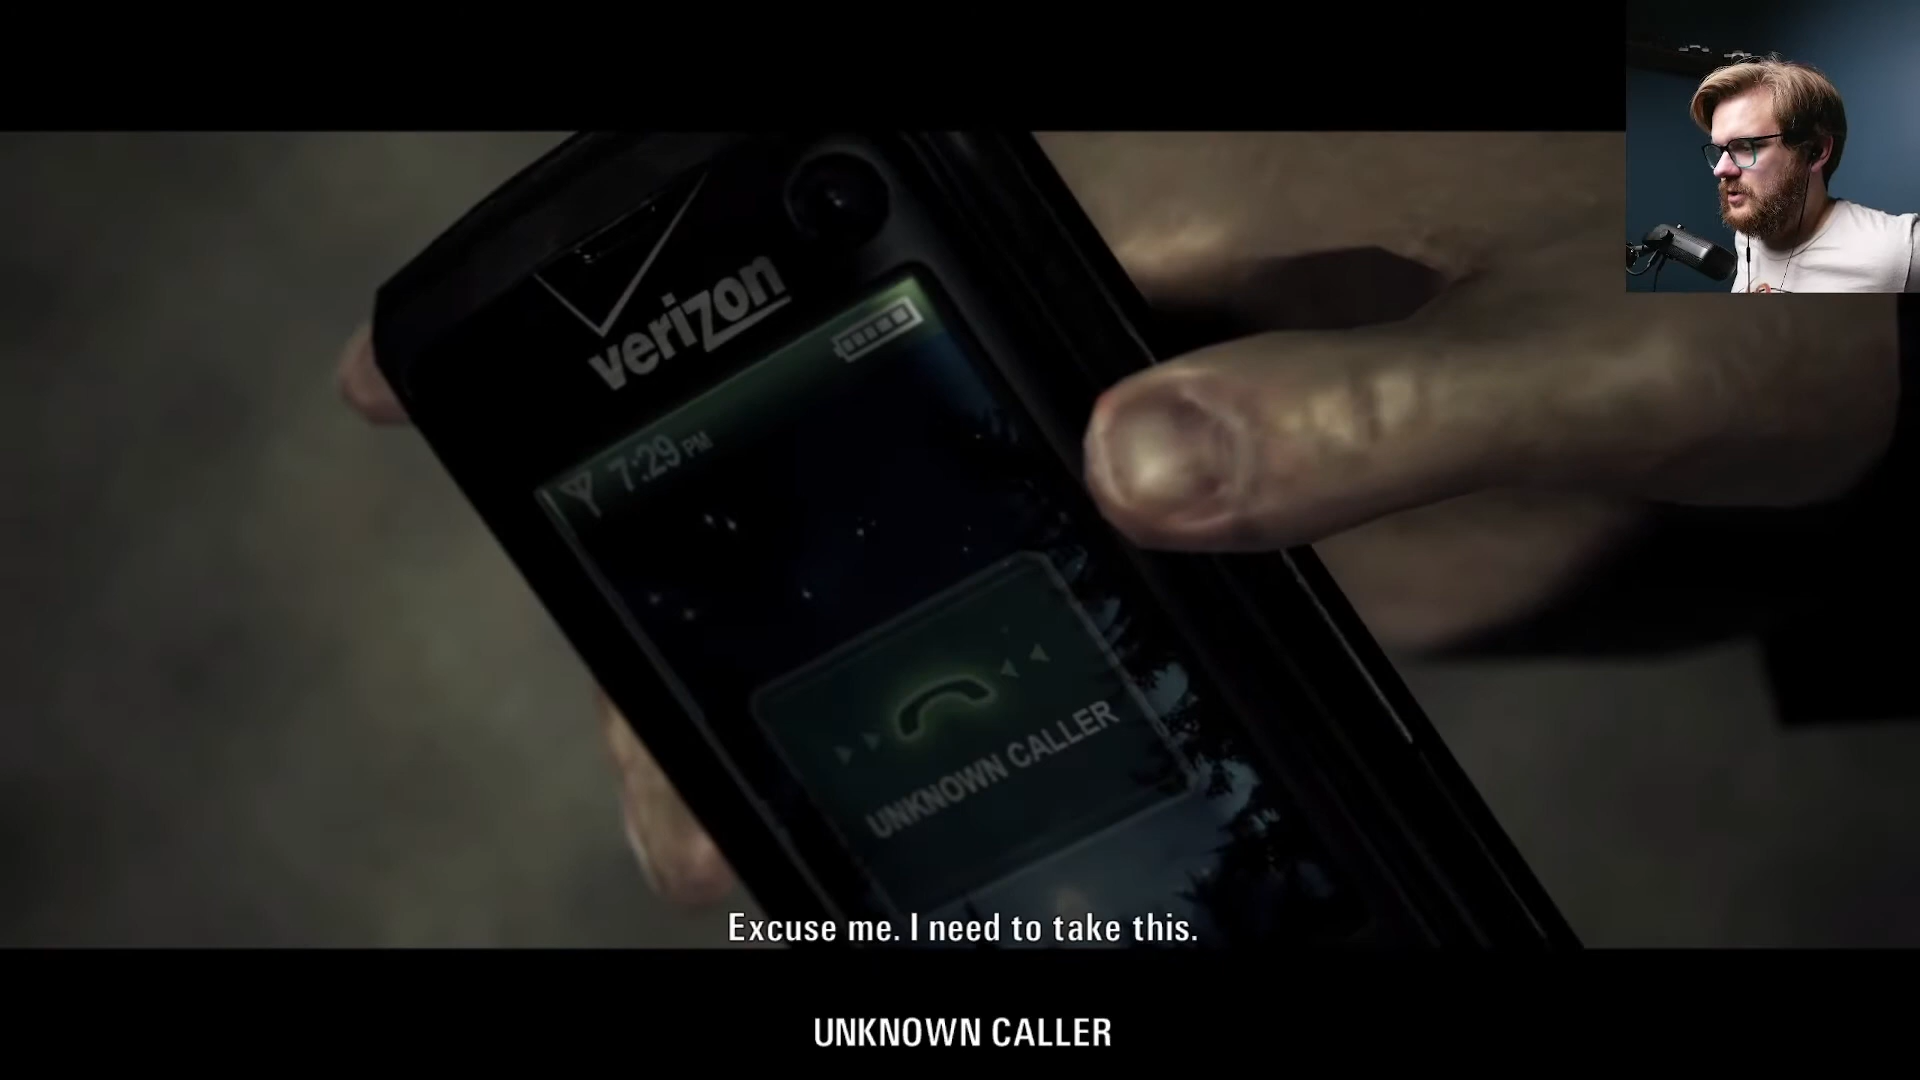 verizon
7:29 PM
UNKNOWN CALLER
Excuse me. I need to take this.
UNKNOWN CALLER